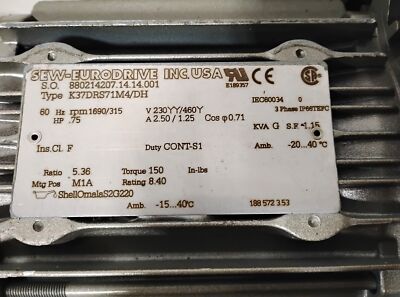 SEW-EURODRIVE INC. USA
E189357
S.O. 880214207.14.14.001
Type K37DRS71M4/DH
IEC60034 0
3 Phase IP66TEFC
60 Hz rpm 1690/315 V 230YY/460Y
HP .75 A 2.50 / 1.25 Cos φ 0.71
KVA G S.F. 1.15
Ins.Cl. F Duty CONT-S1 Amb. -20...40°C
Ratio 5.36 Torque 150 In-lbs
Mtg Pos M1A Rating 8.40
ShellOmalaS2G220
Amb. -15...40°C
188 572 3.53